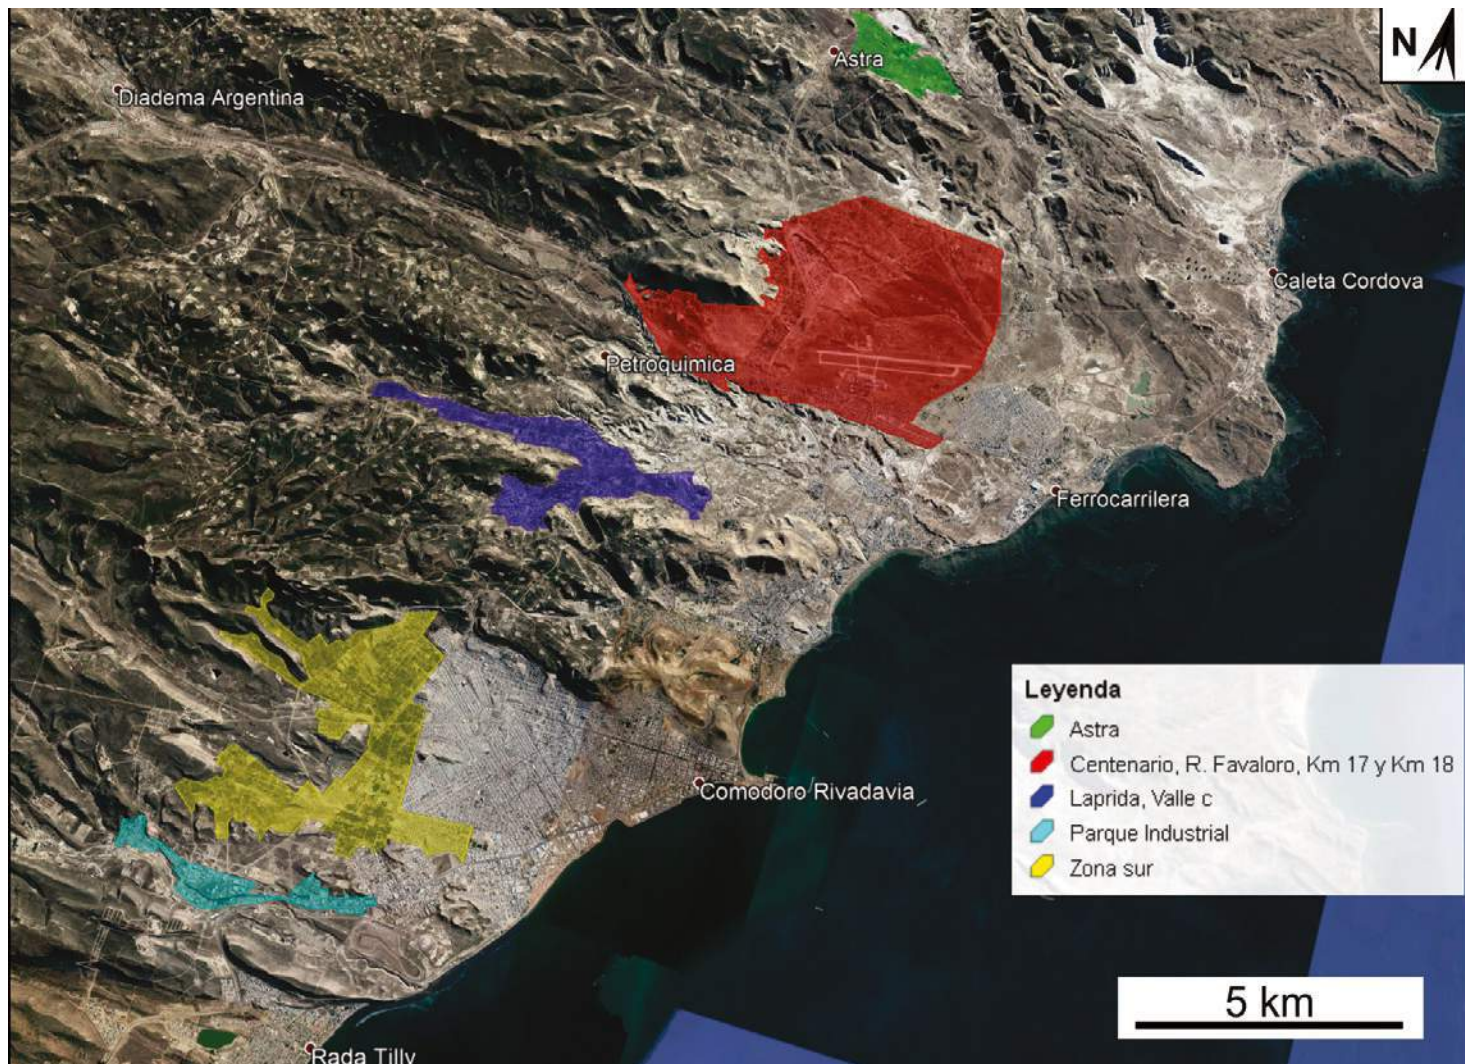 N
Astra
Diadema Argentina
Caleta Cordova
Petroquimica
Ferrocarrilera
Leyenda
Astra
Centenario, R. Favaloro, Km 17 y Km 18
Laprida, Valle c
Parque Industrial
Zona sur
Comodoro Rivadavia
5 km
Rada Tilly